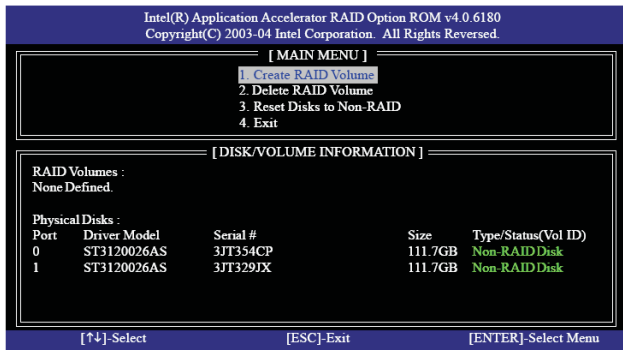 Intel(R) Application Accelerator RAID Option ROM v4.0.6180
Copyright(C) 2003-04 Intel Corporation. All Rights Reversed.
[ MAIN MENU ]
1. Create RAID Volume
2. Delete RAID Volume
3. Reset Disks to Non-RAID
4. Exit
[ DISK/VOLUME INFORMATION ]
RAID Volumes :
None Defined.
Physical Disks :
Port Driver Model Serial # Size Type/Status(Vol ID)
0 ST3120026AS 3JT354CP 111.7GB Non-RAID Disk
1 ST3120026AS 3JT329JX 111.7GB Non-RAID Disk
[↑↓]-Select [ESC]-Exit [ENTER]-Select Menu